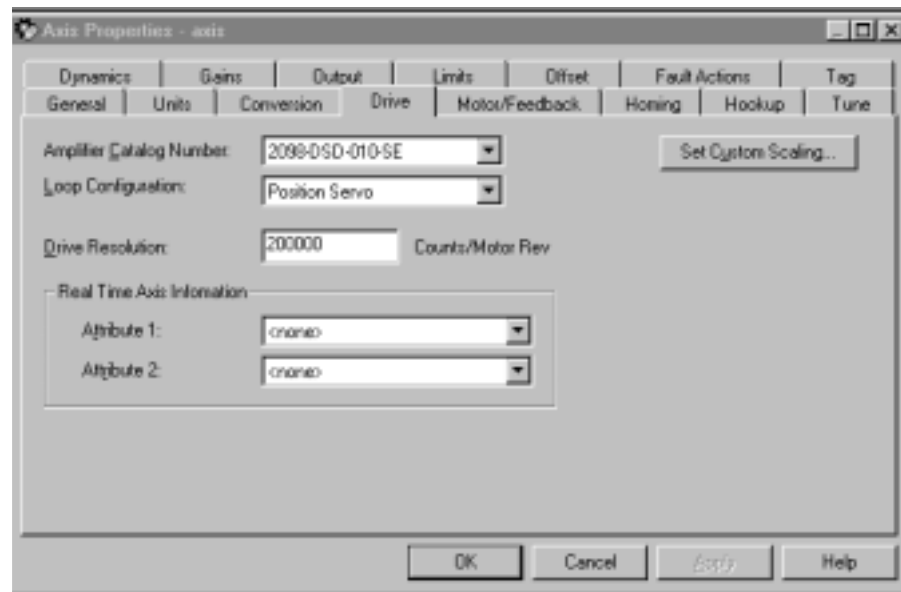 Axis Properties - axis
Dynamics Gains Output Limits Offset Fault Actions Tag
General Units Conversion Drive Motor/Feedback Homing Hookup Tune
Amplifier Catalog Number: 2098-DSD-010-SE Set Custom Scaling...
Loop Configuration: Position Servo
Drive Resolution: 200000 Counts/Motor Rev
Real Time Axis Infomation
Attribute 1: <none>
Attribute 2: <none>
OK Cancel Apply Help